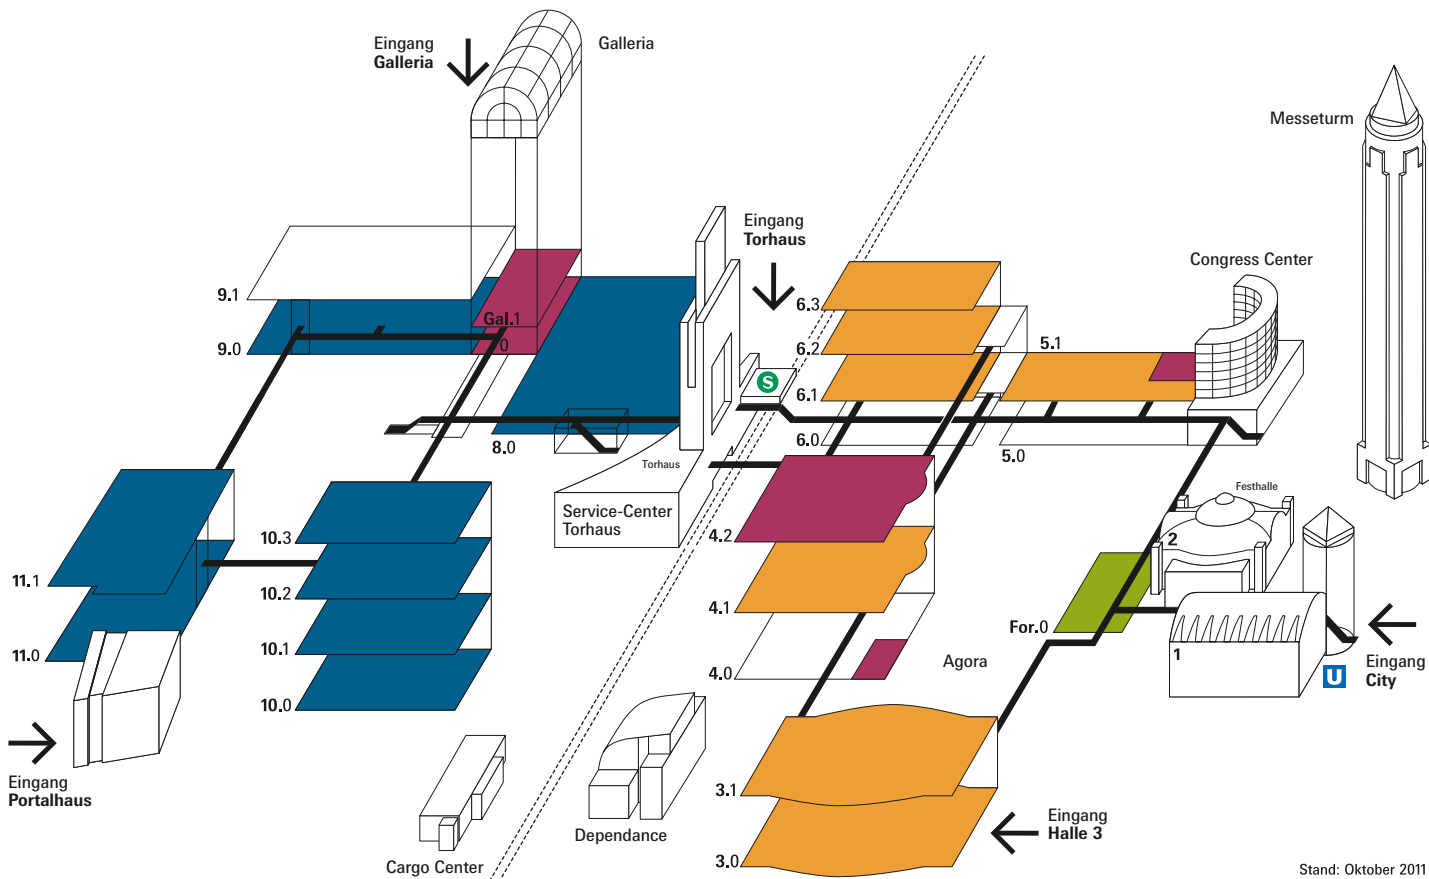 Eingang
Galleria
Galleria
Messeturm
Eingang
Torhaus
Congress Center
9.1
6.3
Gal.1
0
9.0
6.2
5.1
S
6.1
8.0
6.0
5.0
Torhaus
Festhalle
Service-Center
Torhaus
10.3
4.2
2
11.1
10.2
4.1
For.0
10.1
11.0
4.0
Agora
1
Eingang
City
U
10.0
Eingang
Portalhaus
3.1
Eingang
Halle 3
Dependance
Cargo Center
3.0
Stand: Oktober 2011